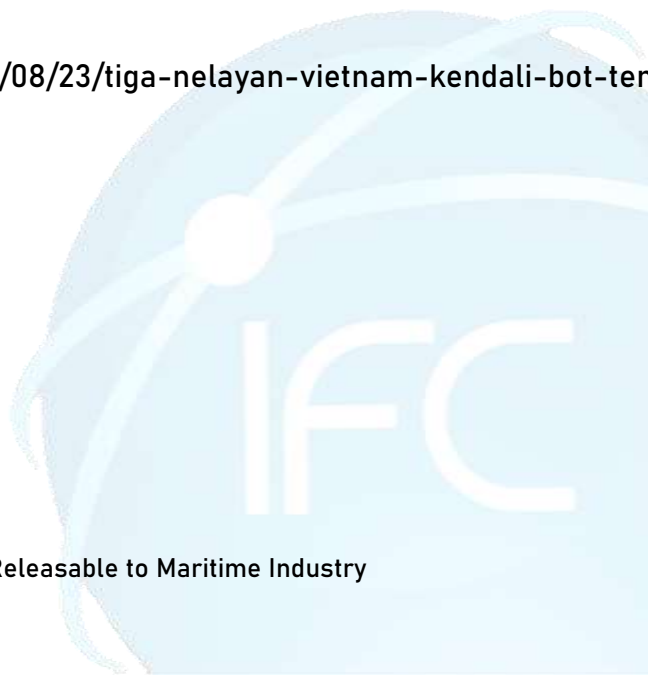 /08/23/tiga-nelayan-vietnam-kendali-bot-ter
IFC
Releasable to Maritime Industry